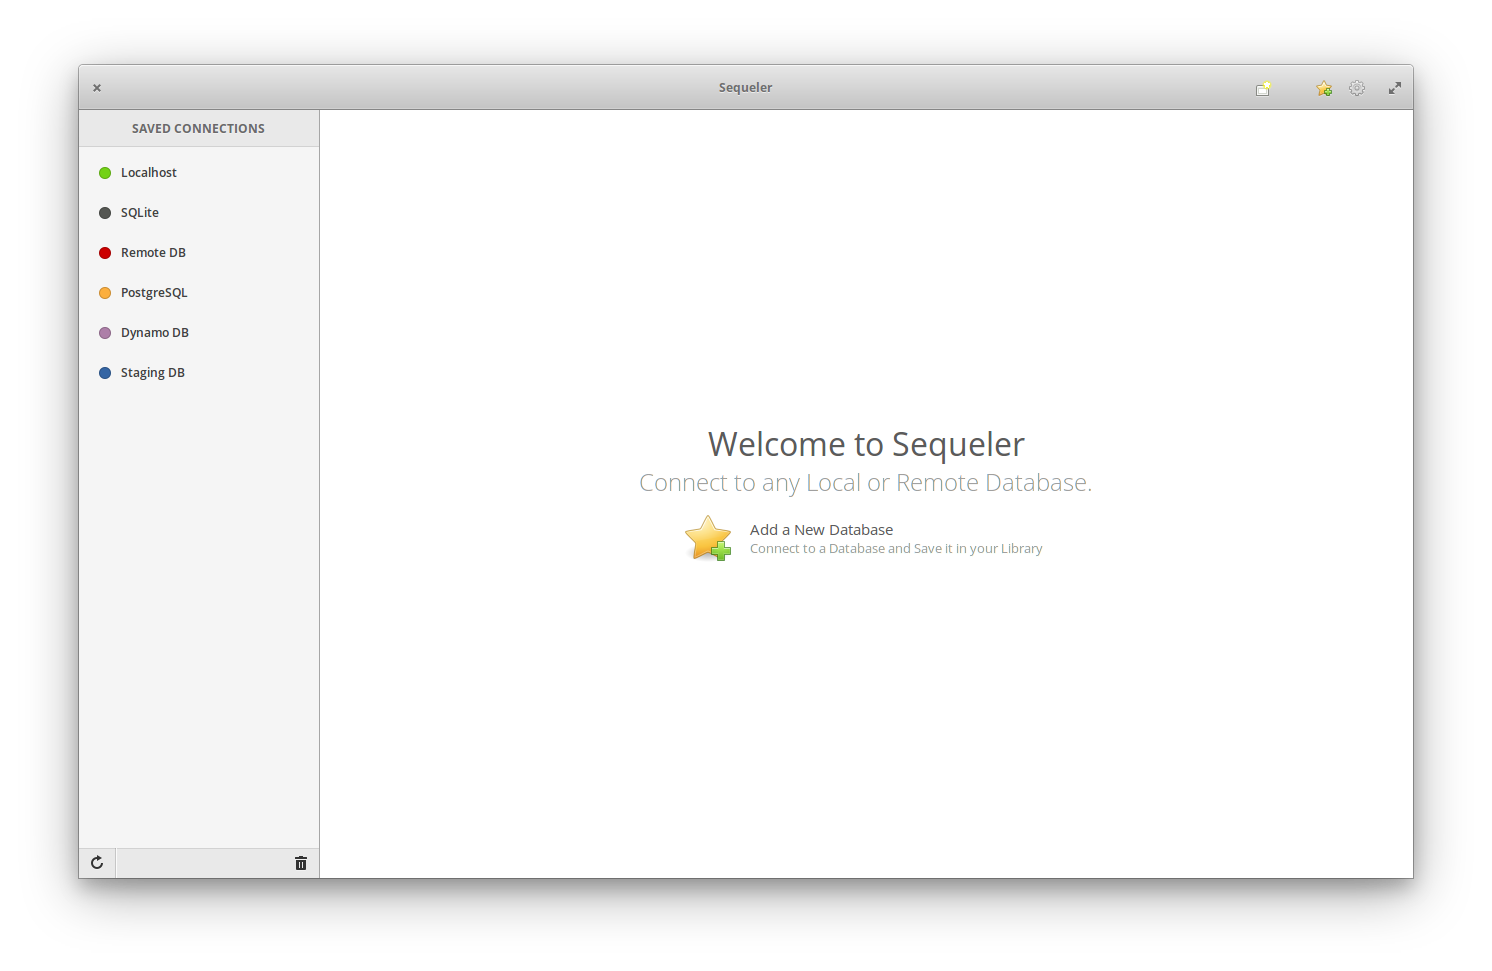 Sequeler
SAVED CONNECTIONS
Localhost
SQLite
Remote DB
PostgreSQL
Dynamo DB
Staging DB
Welcome to Sequeler
Connect to any Local or Remote Database.
Add a New Database
Connect to a Database and Save it in your Library